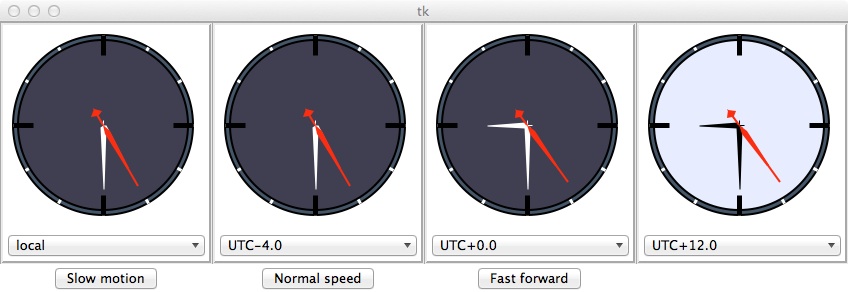 tk
local
UTC−4.0
UTC+0.0
UTC+12.0
Slow motion
Normal speed
Fast forward